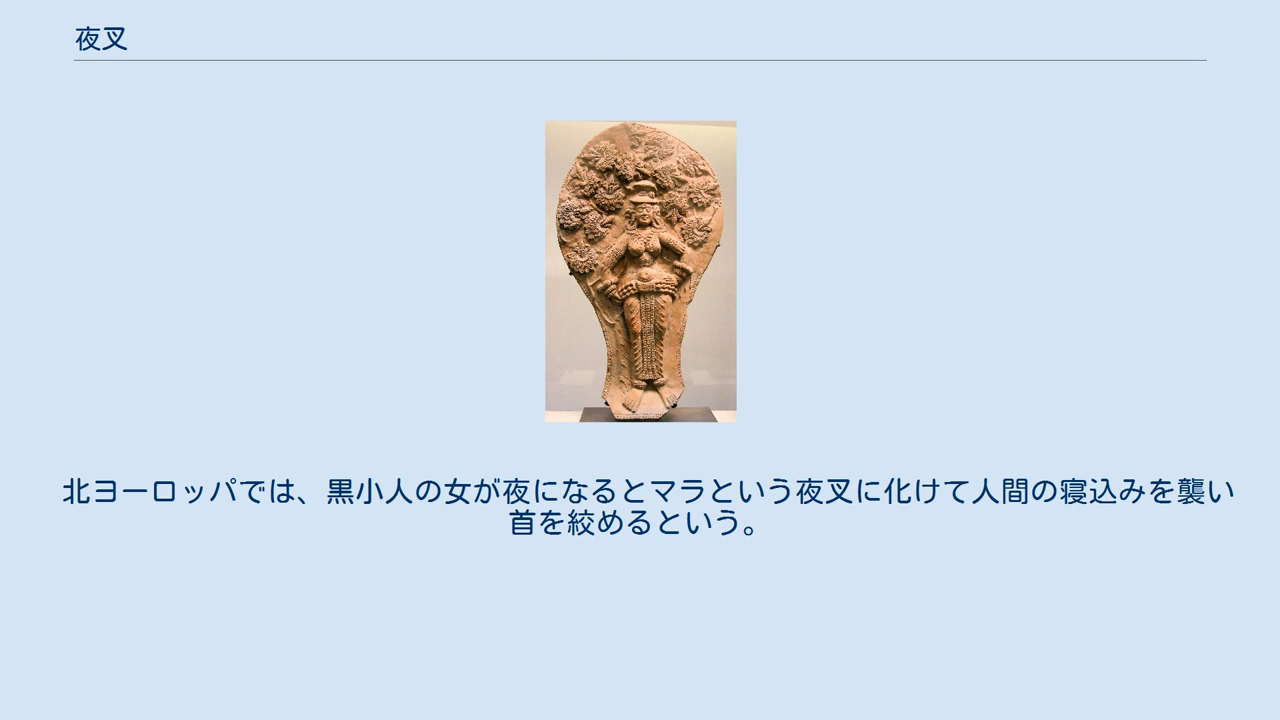 夜叉
北ヨーロッパでは、黒小人の女が夜になるとマラという夜叉に化けて人間の寝込みを襲い
首を絞めるという。